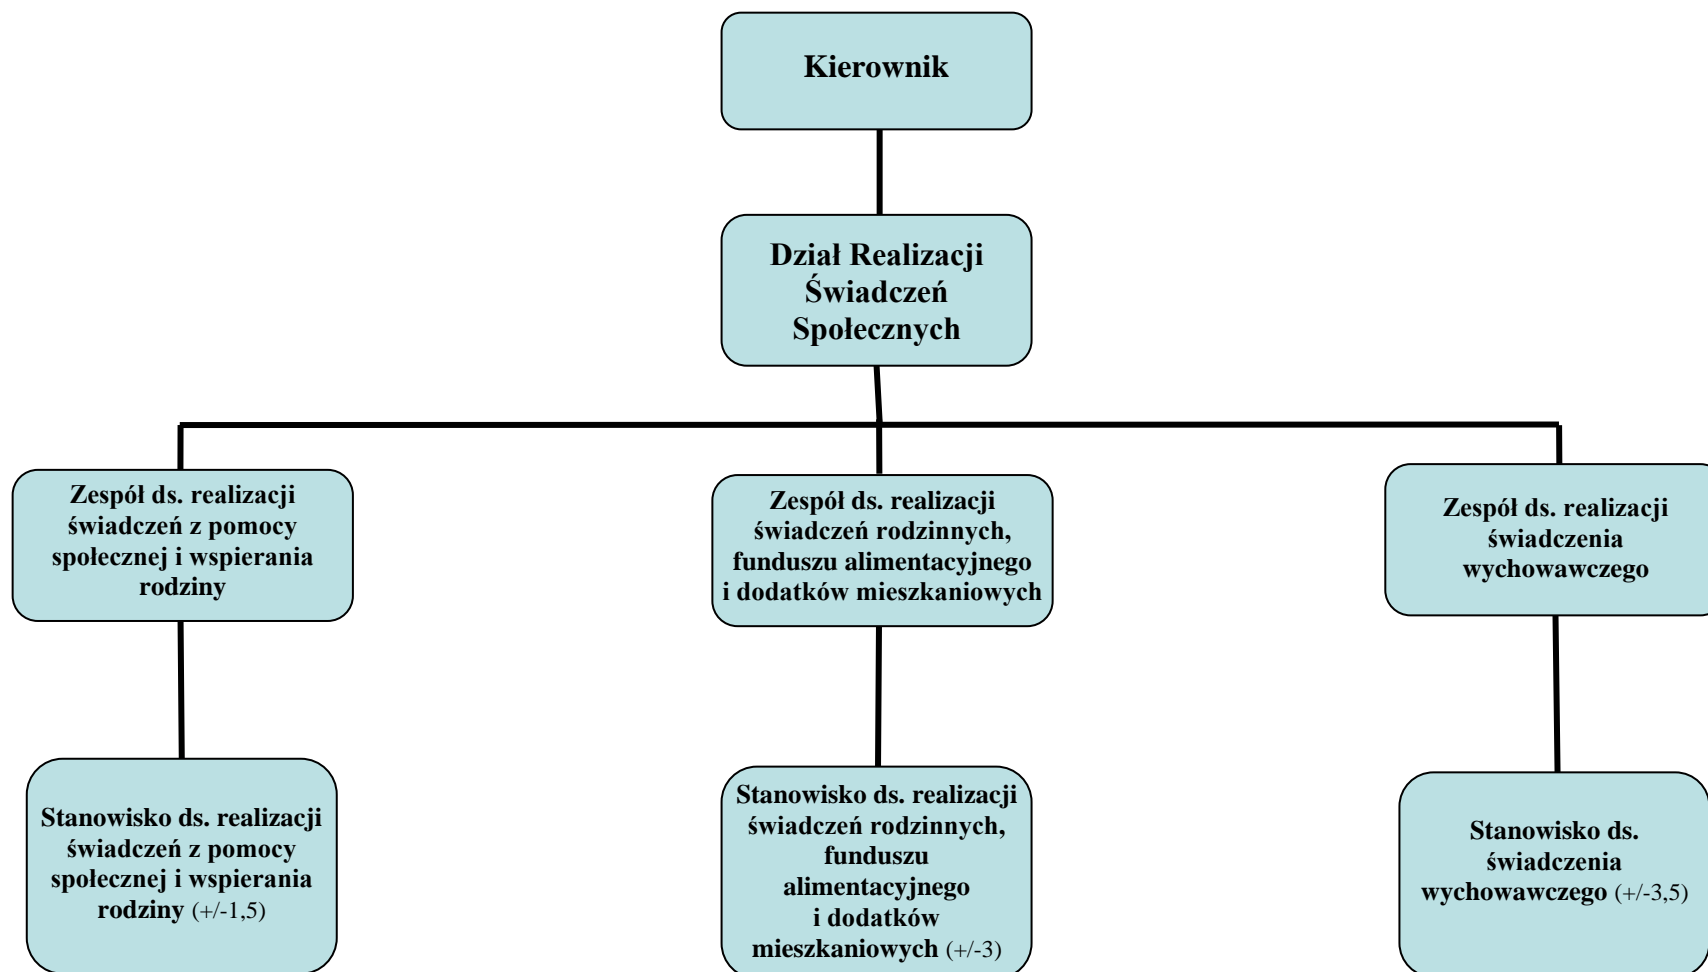 Kierownik
Dział Realizacji
Świadczeń
Społecznych
Zespół ds. realizacji
świadczeń z pomocy
społecznej i wspierania
rodziny
Zespół ds. realizacji
świadczeń rodzinnych,
funduszu alimentacyjnego
i dodatków mieszkaniowych
Zespół ds. realizacji
świadczenia
wychowawczego
Stanowisko ds. realizacji
świadczeń z pomocy
społecznej i wspierania
rodziny (+/-1,5)
Stanowisko ds. realizacji
świadczeń rodzinnych,
funduszu
alimentacyjnego
i dodatków
mieszkaniowych (+/-3)
Stanowisko ds.
świadczenia
wychowawczego (+/-3,5)